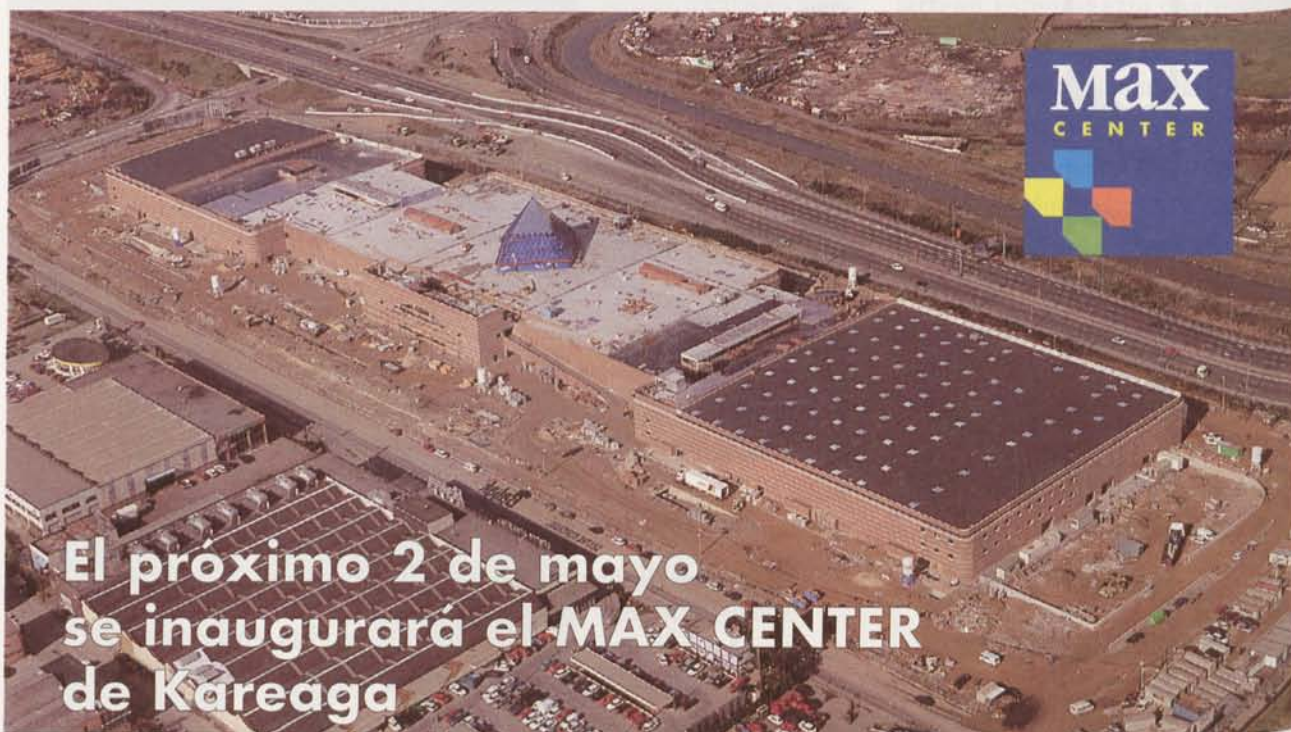 Max
CENTER
El próximo 2 de mayo
se inaugurará el MAX CENTER
de Kareaga